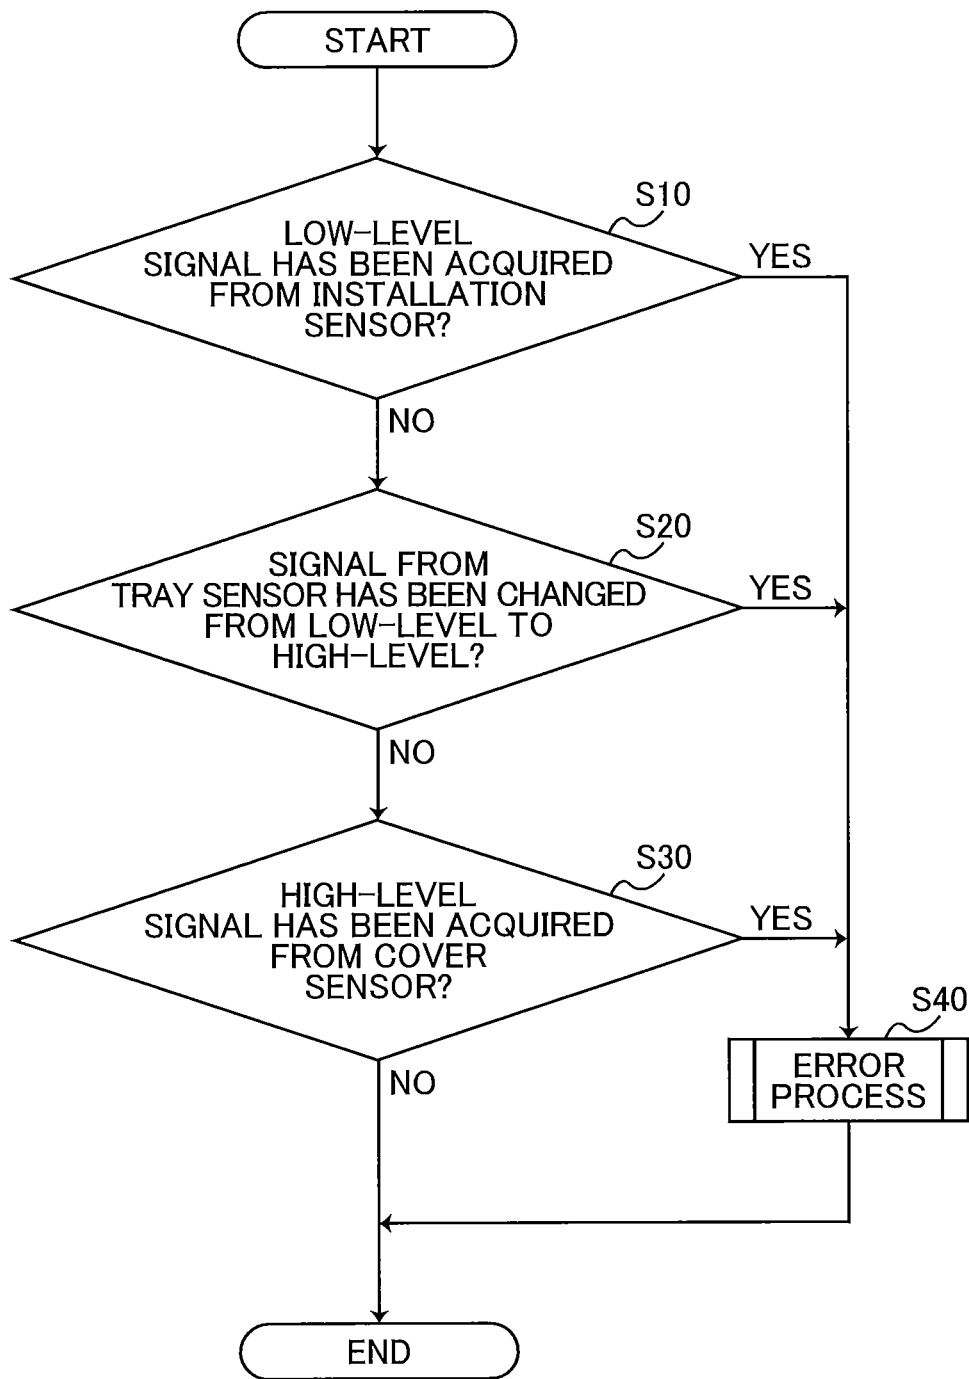 START
S10
LOW-LEVEL
SIGNAL HAS BEEN ACQUIRED
FROM INSTALLATION
SENSOR?
YES
NO
S20
SIGNAL FROM
TRAY SENSOR HAS BEEN CHANGED
FROM LOW-LEVEL TO
HIGH-LEVEL?
YES
NO
S30
HIGH-LEVEL
SIGNAL HAS BEEN ACQUIRED
FROM COVER
SENSOR?
YES
NO
S40
ERROR
PROCESS
END